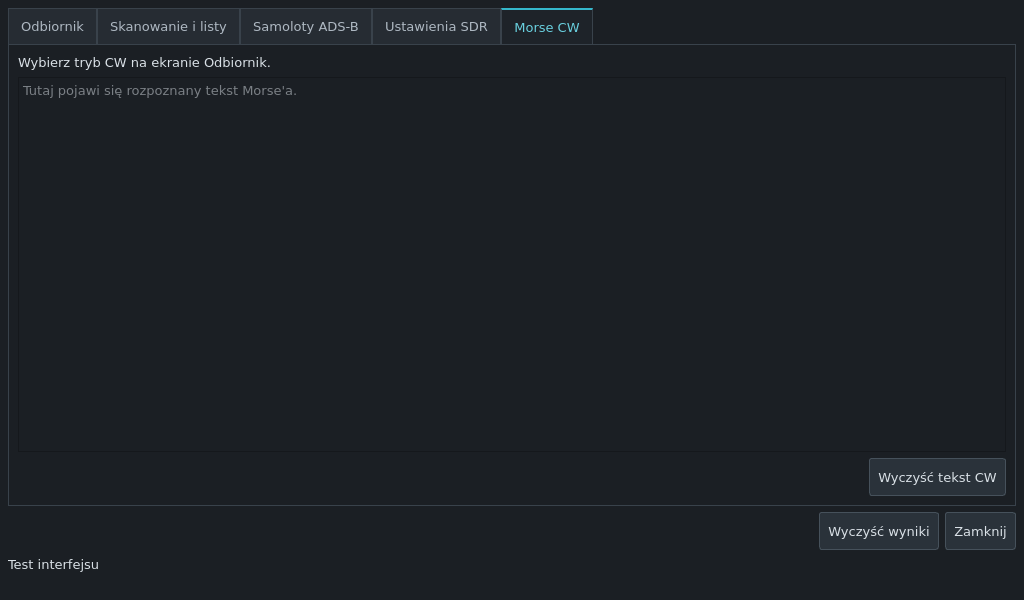 Odbiornik Skanowanie i listy Samoloty ADS-B Ustawienia SDR Morse CW
Wybierz tryb CW na ekranie Odbiornik.
Tutaj pojawi się rozpoznany tekst Morse'a.
Wyczyść tekst CW
Wyczyść wyniki Zamknij
Test interfejsu